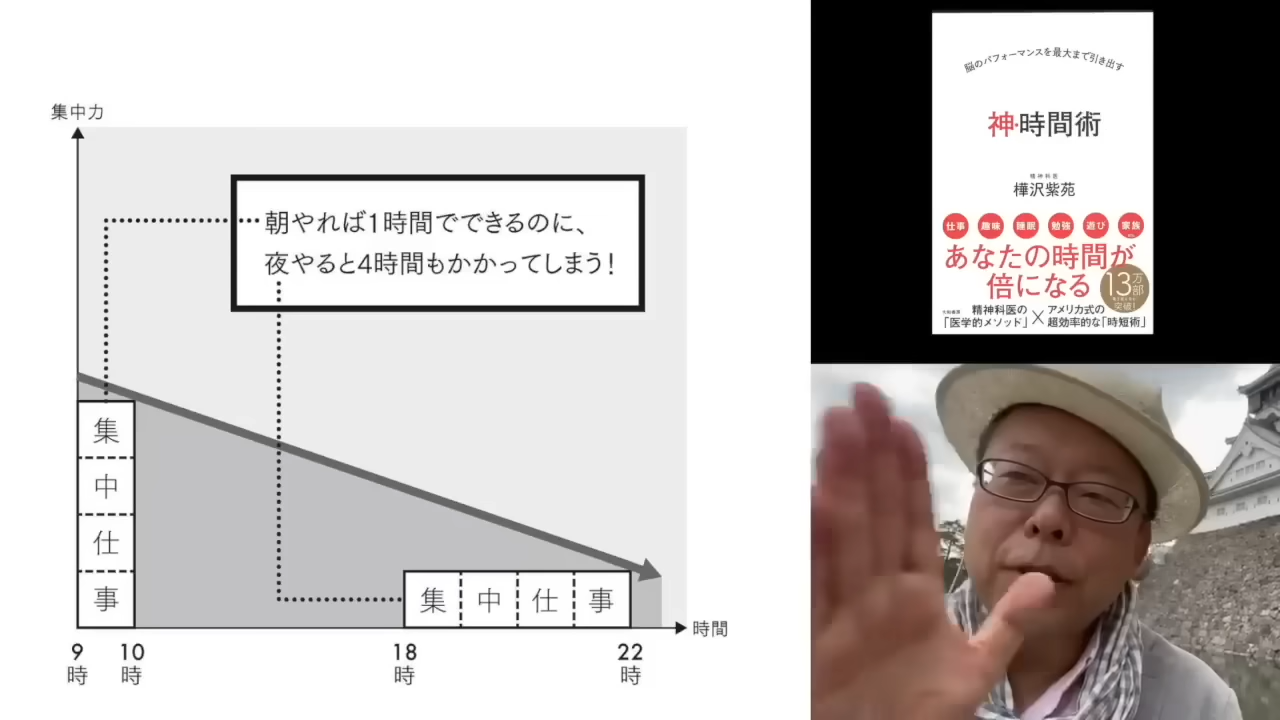 集中力
朝やれば1時間でできるのに、
夜やると4時間もかかってしまう!
集
中
仕
事
集中仕事
時間
9時
10時
18時
22時
脳のパフォーマンスを最大まで引き出す
神・時間術
精神科医
樺沢紫苑
仕事 趣味 睡眠 勉強 遊び 家族
あなたの時間が
倍になる
13万部
突破!
精神科医の
「医学的メソッド」
×
アメリカ式の
超効率的な「時短術」